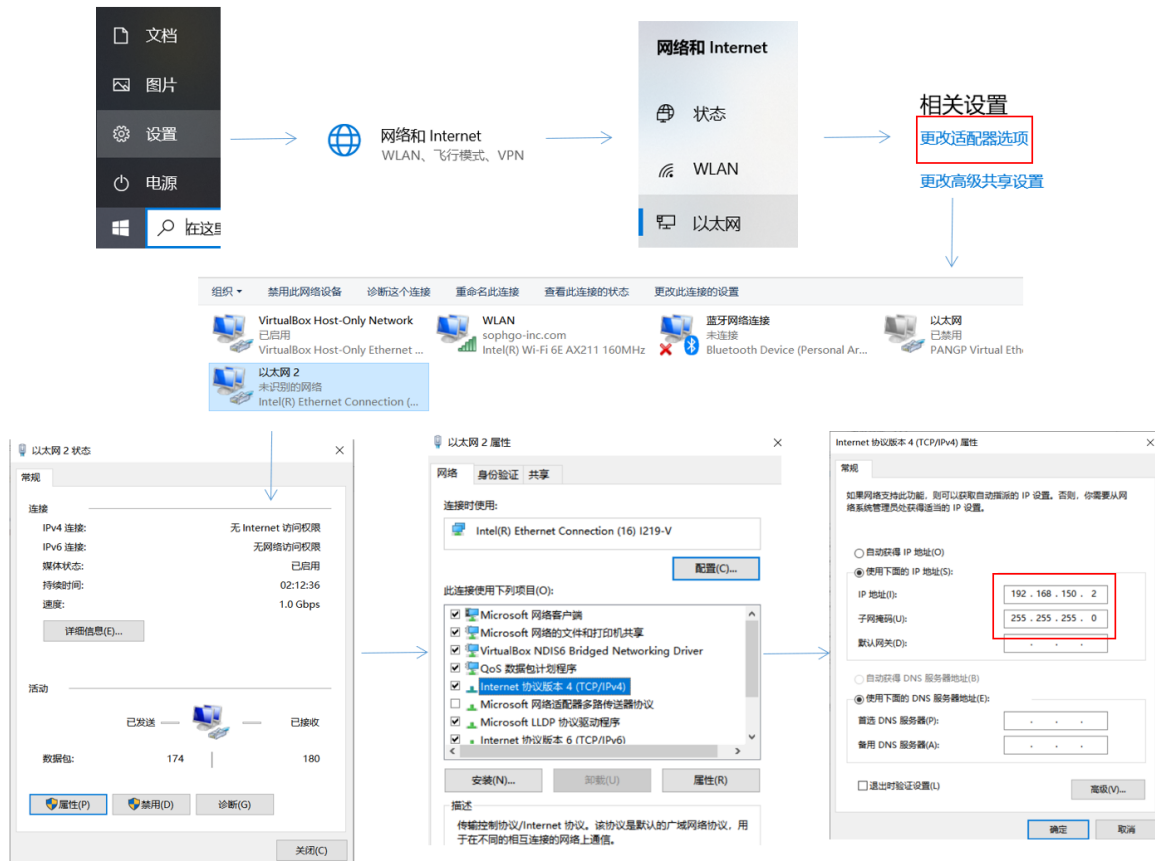 文档
图片
设置
电源
在这里
网络和 Internet
WLAN、飞行模式、VPN
网络和 Internet
状态
WLAN
以太网
相关设置
更改适配器选项
更改高级共享设置
组织 禁用此网络设备 诊断这个连接 重命名此连接 查看此连接的状态 更改此连接的设置
VirtualBox Host-Only Network
已启用
VirtualBox Host-Only Ethernet ...
WLAN
sophgo-inc.com
Intel(R) Wi-Fi 6E AX211 160MHz
蓝牙网络连接
未连接
Bluetooth Device (Personal Ar...
以太网
已禁用
PANGP Virtual Eth
以太网 2
未识别的网络
Intel(R) Ethernet Connection (...
以太网 2 状态
常规
连接
IPv4 连接: 无 Internet 访问权限
IPv6 连接: 无网络访问权限
媒体状态: 已启用
持续时间: 02:12:36
速度: 1.0 Gbps
详细信息(E)...
活动
已发送 — — 已接收
数据包: 174 180
属性(P) 禁用(D) 诊断(G)
关闭(C)
以太网 2 属性
网络 身份验证 共享
连接时使用:
Intel(R) Ethernet Connection (16) I219-V
配置(C)...
此连接使用下列项目(O):
Microsoft 网络客户端
Microsoft 网络的文件和打印机共享
VirtualBox NDIS6 Bridged Networking Driver
QoS 数据包计划程序
Internet 协议版本 4 (TCP/IPv4)
Microsoft 网络适配器多路传送器协议
Microsoft LLDP 协议驱动程序
Internet 协议版本 6 (TCP/IPv6)
安装(N)... 卸载(U) 属性(R)
描述
传输控制协议/Internet 协议。该协议是默认的广域网络协议，用
于在不同的相互连接的网络上通信。
Internet 协议版本 4 (TCP/IPv4) 属性
常规
如果网络支持此功能，则可以获取自动指派的 IP 设置。否则，你需要从网
络系统管理员处获得适当的 IP 设置。
自动获得 IP 地址(O)
使用下面的 IP 地址(S):
IP 地址(I): 192 . 168 . 150 . 2
子网掩码(U): 255 . 255 . 255 . 0
默认网关(D): . . .
自动获得 DNS 服务器地址(B)
使用下面的 DNS 服务器地址(E):
首选 DNS 服务器(P): . . .
备用 DNS 服务器(A): . . .
退出时验证设置(L)
高级(V)...
确定 取消